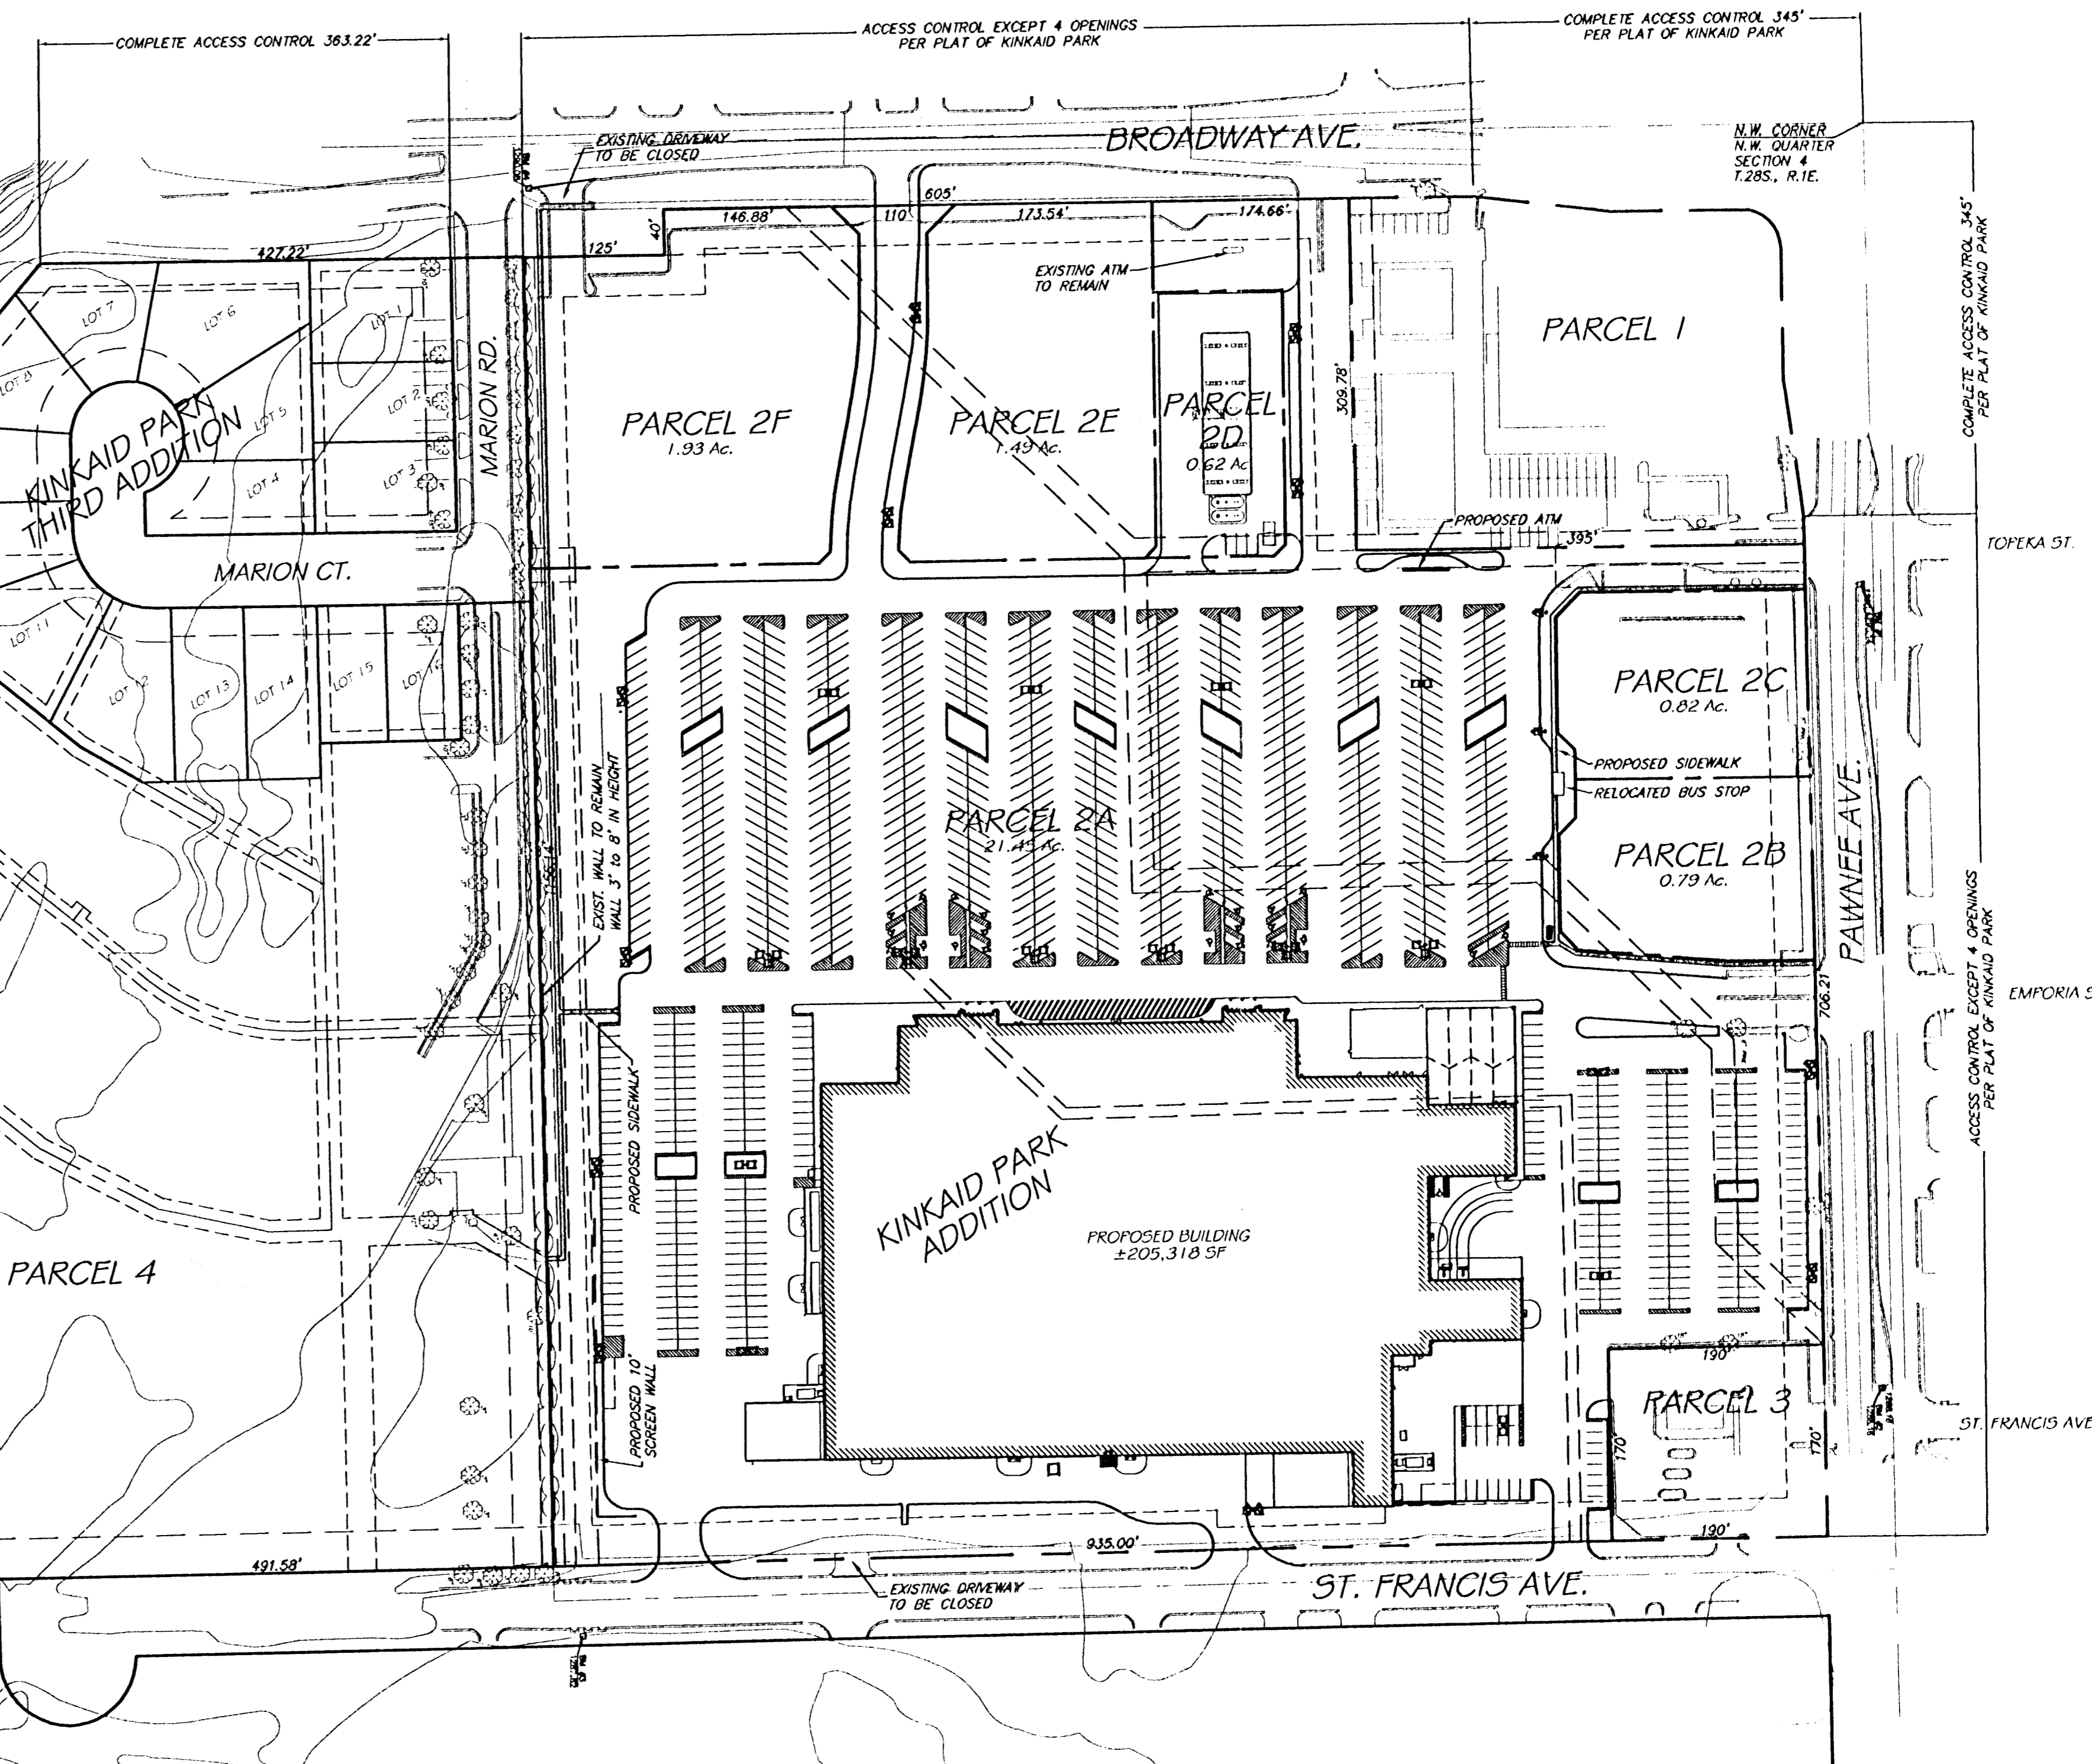 COMPLETE ACCESS CONTROL 363.22'
ACCESS CONTROL EXCEPT 4 OPENINGS
PER PLAT OF KINKAID PARK
COMPLETE ACCESS CONTROL 345'
PER PLAT OF KINKAID PARK
BROADWAY AVE.
EXISTING DRIVEWAY
TO BE CLOSED
N.W. CORNER
N.W. QUARTER
SECTION 4
T.28S., R.1E.
COMPLETE ACCESS CONTROL 345'
PER PLAT OF KINKAID PARK
605'
146.88'
110'
173.54'
174.66'
40'
125'
427.22'
EXISTING ATM
TO REMAIN
LOT 7
LOT 6
LOT 1
LOT 8
LOT 5
LOT 2
LOT 4
LOT 3
MARION RD.
KINKAID PARK
THIRD ADDITION
PARCEL 2F
1.93 Ac.
PARCEL 2E
1.49 Ac.
PARCEL
2D
0.62 Ac
309.78'
PARCEL 1
PROPOSED ATM
395'
TOPEKA ST.
MARION CT.
LOT 11
LOT 12
LOT 13
LOT 14
LOT 15
PARCEL 2C
0.82 Ac.
PROPOSED SIDEWALK
RELOCATED BUS STOP
PAWNEE AVE.
EXIST. WALL TO REMAIN
WALL 3' to 8' IN HEIGHT
PARCEL 2A
21.45 Ac.
PARCEL 2B
0.79 Ac.
ACCESS CONTROL EXCEPT 4 OPENINGS
PER PLAT OF KINKAID PARK
706.21
EMPORIA S
PROPOSED SIDEWALK
KINKAID PARK
ADDITION
PROPOSED BUILDING
±205,318 SF
PARCEL 4
PROPOSED 10'
SCREEN WALL
190'
PARCEL 3
170'
170'
ST. FRANCIS AVE
190'
491.58'
935.00'
EXISTING DRIVEWAY
TO BE CLOSED
ST. FRANCIS AVE.